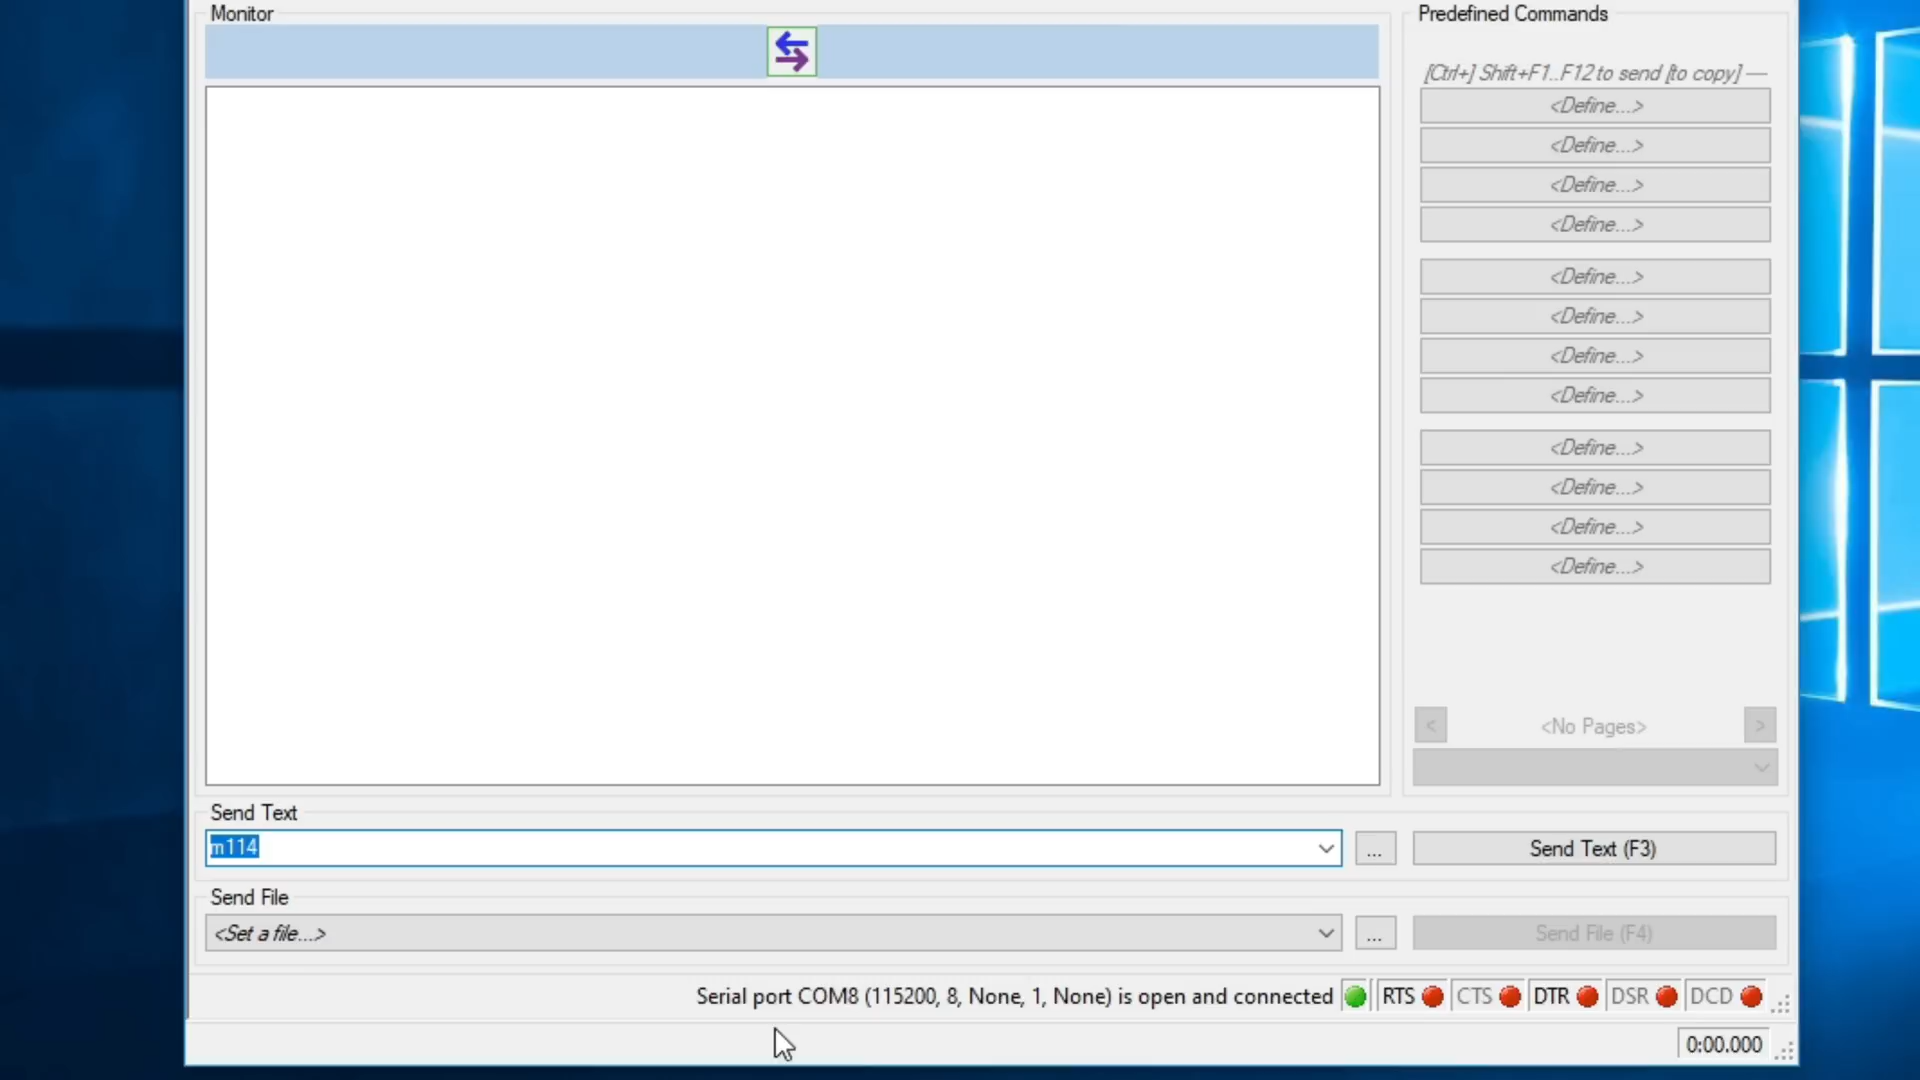 Monitor
Predefined Commands
[Ctrl+] Shift+F1..F12 to send [to copy]
<Define...>
<Define...>
<Define...>
<Define...>
<Define...>
<Define...>
<Define...>
<Define...>
<Define...>
<Define...>
<Define...>
<Define...>
< <No Pages> >
Send Text
m114 ... Send Text (F3)
Send File
<Set a file...> ... Send File (F4)
Serial port COM8 (115200, 8, None, 1, None) is open and connected RTS CTS DTR DSR DCD
0:00.000